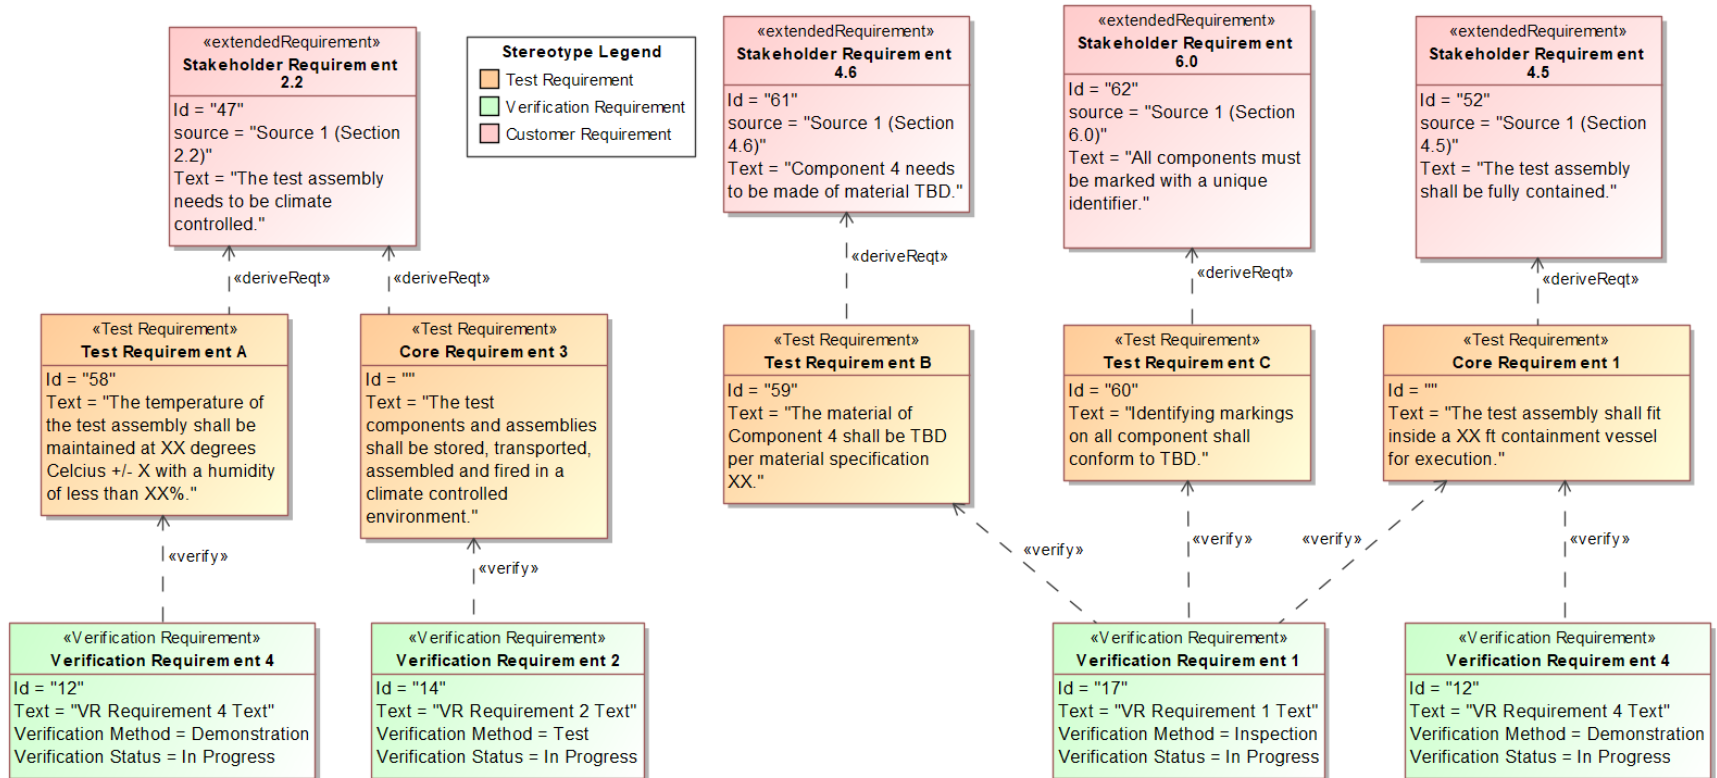 «extendedRequirement»
Stakeholder Requirement
2.2
Id = "47"
source = "Source 1 (Section
2.2)"
Text = "The test assembly
needs to be climate
controlled."
Stereotype Legend
Test Requirement
Verification Requirement
Customer Requirement
«extendedRequirement»
Stakeholder Requirement
4.6
Id = "61"
source = "Source 1 (Section
4.6)"
Text = "Component 4 needs
to be made of material TBD."
«extendedRequirement»
Stakeholder Requirement
6.0
Id = "62"
source = "Source 1 (Section
6.0)"
Text = "All components must
be marked with a unique
identifier."
«extendedRequirement»
Stakeholder Requirement
4.5
Id = "52"
source = "Source 1 (Section
4.5)"
Text = "The test assembly
shall be fully contained."
«deriveReqt»
«deriveReqt»
«deriveReqt»
«deriveReqt»
«deriveReqt»
«Test Requirement»
Test Requirement A
Id = "58"
Text = "The temperature of
the test assembly shall be
maintained at XX degrees
Celcius +/- X with a humidity
of less than XX%."
«Test Requirement»
Core Requirement 3
Id = ""
Text = "The test
components and assemblies
shall be stored, transported,
assembled and fired in a
climate controlled
environment."
«Test Requirement»
Test Requirement B
Id = "59"
Text = "The material of
Component 4 shall be TBD
per material specification
XX."
«Test Requirement»
Test Requirement C
Id = "60"
Text = "Identifying markings
on all component shall
conform to TBD."
«Test Requirement»
Core Requirement 1
Id = ""
Text = "The test assembly shall fit
inside a XX ft containment vessel
for execution."
«verify»
«verify»
«verify»
«verify»
«verify»
«verify»
«Verification Requirement»
Verification Requirement 4
Id = "12"
Text = "VR Requirement 4 Text"
Verification Method = Demonstration
Verification Status = In Progress
«Verification Requirement»
Verification Requirement 2
Id = "14"
Text = "VR Requirement 2 Text"
Verification Method = Test
Verification Status = In Progress
«Verification Requirement»
Verification Requirement 1
Id = "17"
Text = "VR Requirement 1 Text"
Verification Method = Inspection
Verification Status = In Progress
«Verification Requirement»
Verification Requirement 4
Id = "12"
Text = "VR Requirement 4 Text"
Verification Method = Demonstration
Verification Status = In Progress